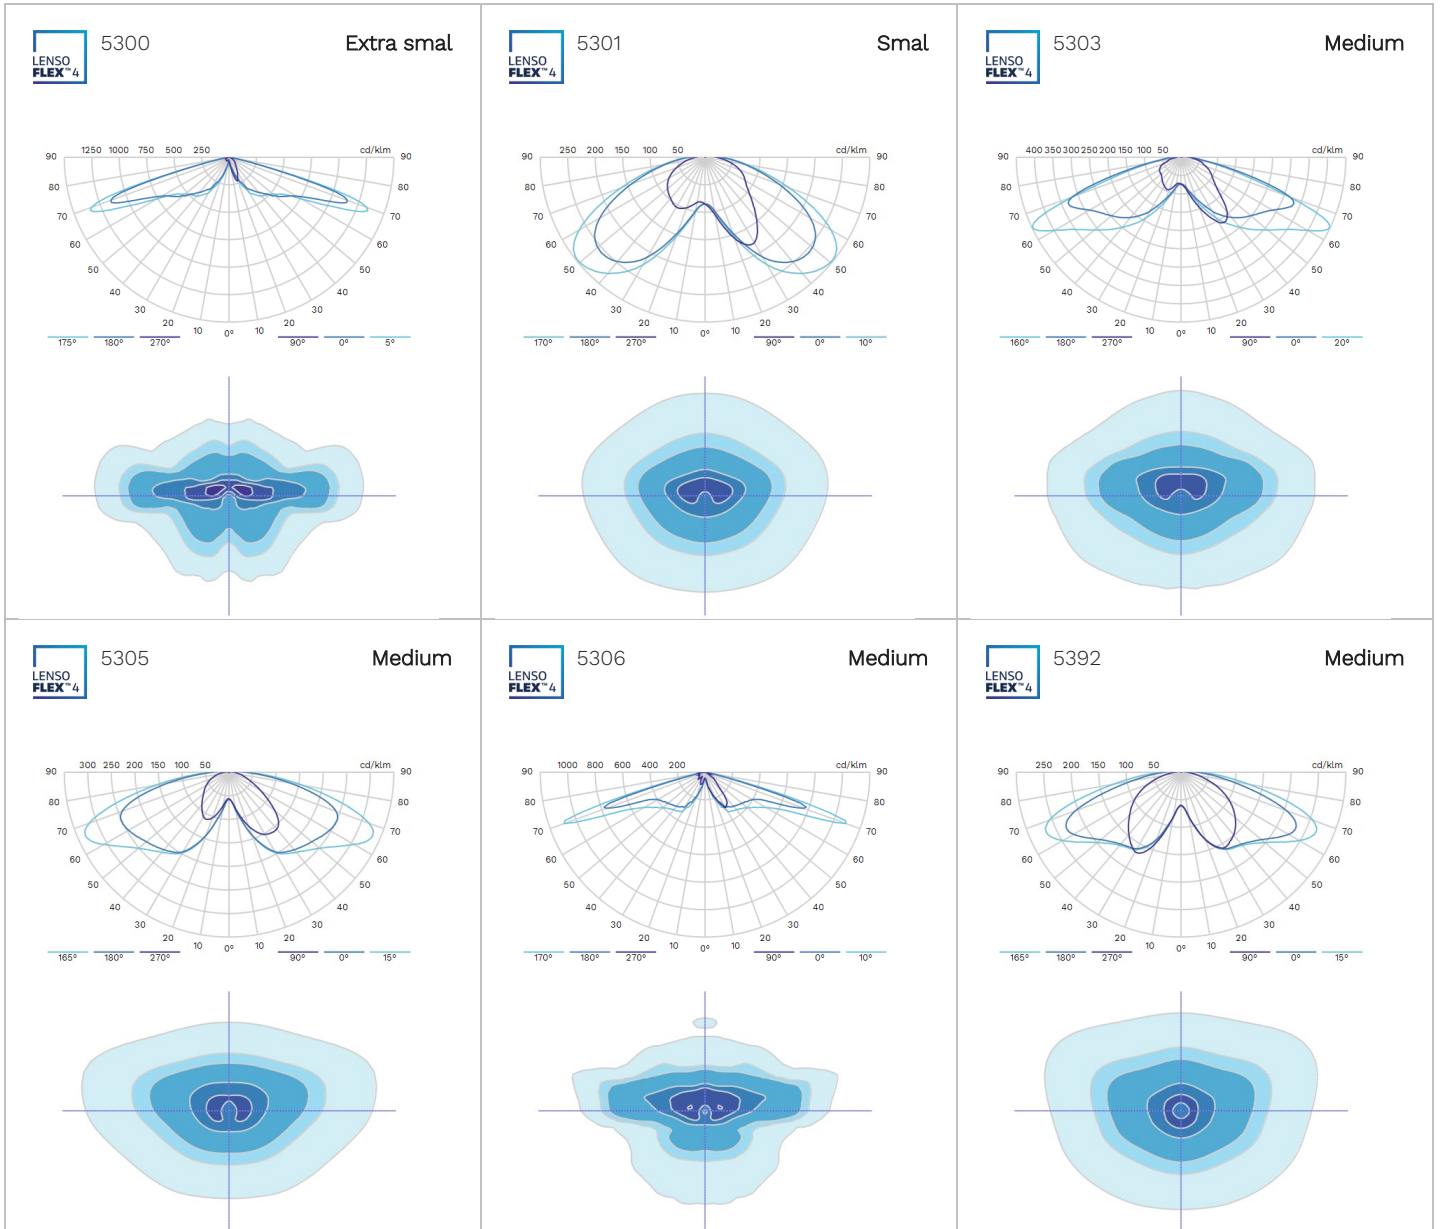 LENSO
FLEX™4
5300
Extra smal
1250 1000 750 500 250 cd/klm
90 90
80 80
70 70
60 60
50 50
40 40
30 30
20 20
10 0° 10
175° 180° 270° 90° 0° 5°
LENSO
FLEX™4
5301
Smal
250 200 150 100 50 cd/klm
90 90
80 80
70 70
60 60
50 50
40 40
30 30
20 20
10 0° 10
170° 180° 270° 90° 0° 10°
LENSO
FLEX™4
5303
Medium
400 350 300 250 200 150 100 50 cd/klm
90 90
80 80
70 70
60 60
50 50
40 40
30 30
20 20
10 0° 10
160° 180° 270° 90° 0° 20°
LENSO
FLEX™4
5305
Medium
300 250 200 150 100 50 cd/klm
90 90
80 80
70 70
60 60
50 50
40 40
30 30
20 20
10 0° 10
165° 180° 270° 90° 0° 15°
LENSO
FLEX™4
5306
Medium
1000 800 600 400 200 cd/klm
90 90
80 80
70 70
60 60
50 50
40 40
30 30
20 20
10 0° 10
170° 180° 270° 90° 0° 10°
LENSO
FLEX™4
5392
Medium
250 200 150 100 50 cd/klm
90 90
80 80
70 70
60 60
50 50
40 40
30 30
20 20
10 0° 10
165° 180° 270° 90° 0° 15°